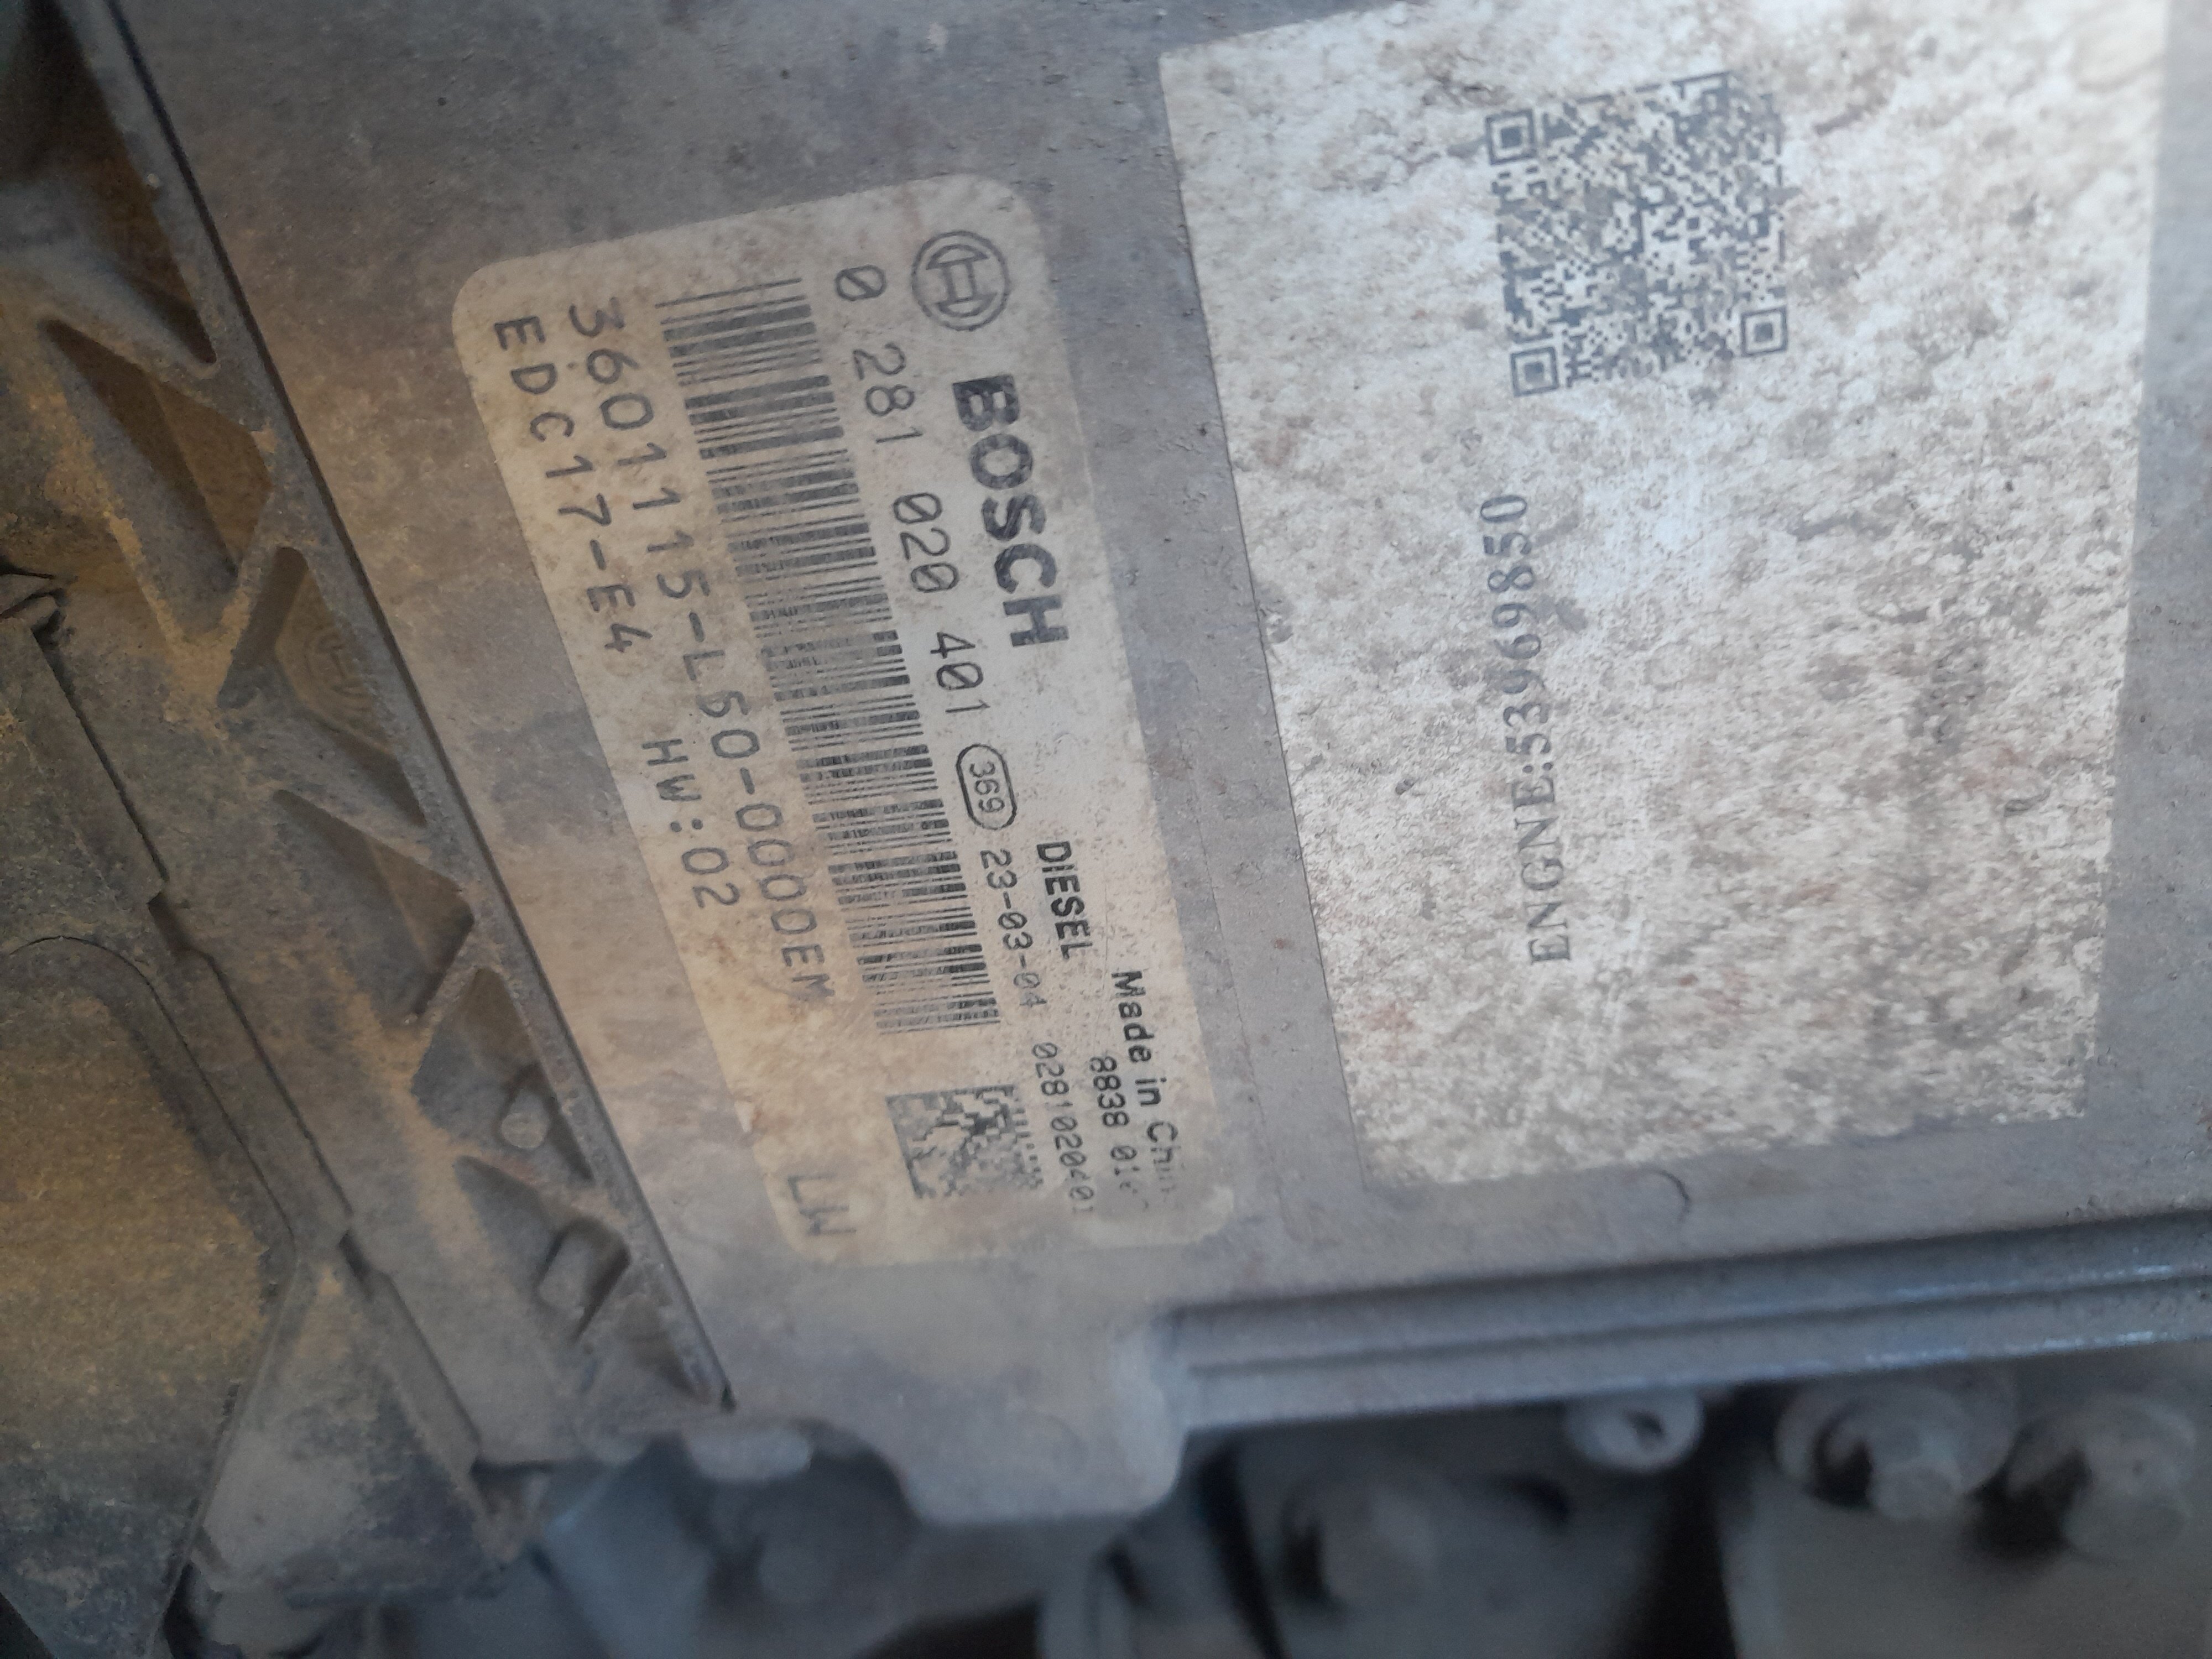 BOSCH
DIESEL
Made in
8838
0 281 020 401
369
23-03-04
0281020401
3601115-L60-0000EM
EDC17-E4 HW:02
LW
ENGNE:53969850